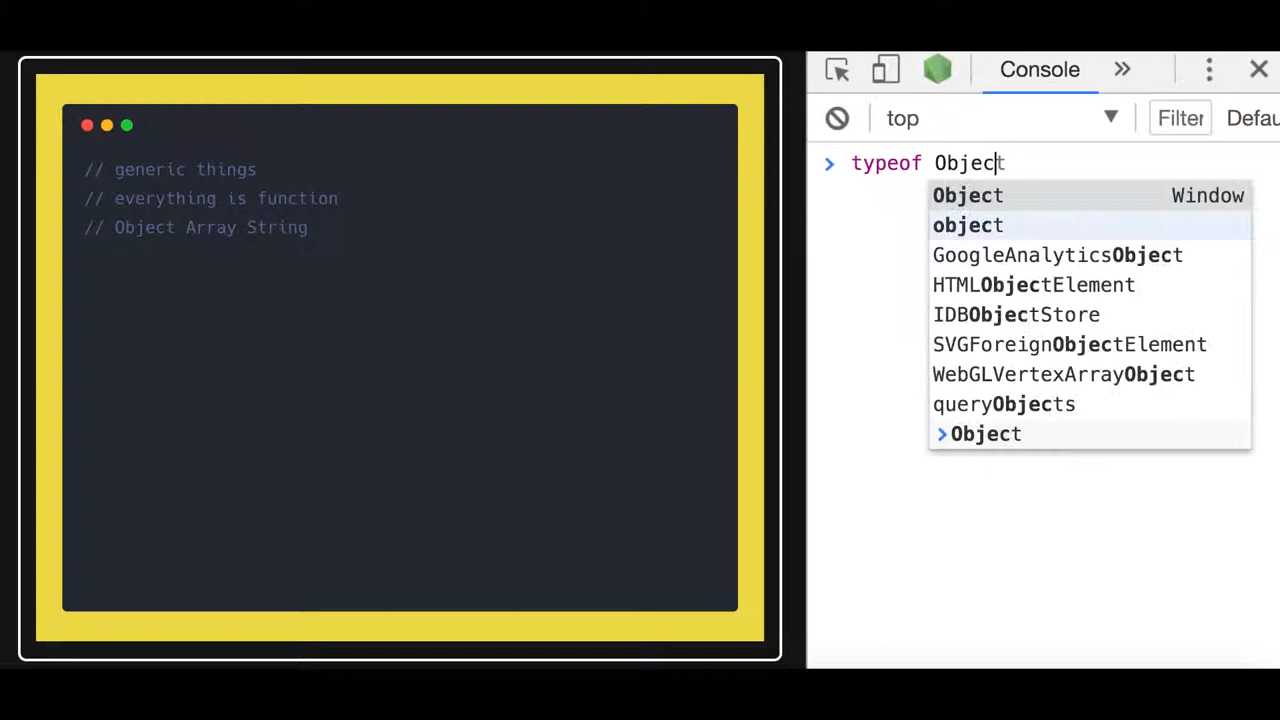 // generic things
// everything is function
// Object Array String
Console
top
Filter
Defau
typeof Object
Object Window
object
GoogleAnalyticsObject
HTMLObjectElement
IDBObjectStore
SVGForeignObjectElement
WebGLVertexArrayObject
queryObjects
>Object